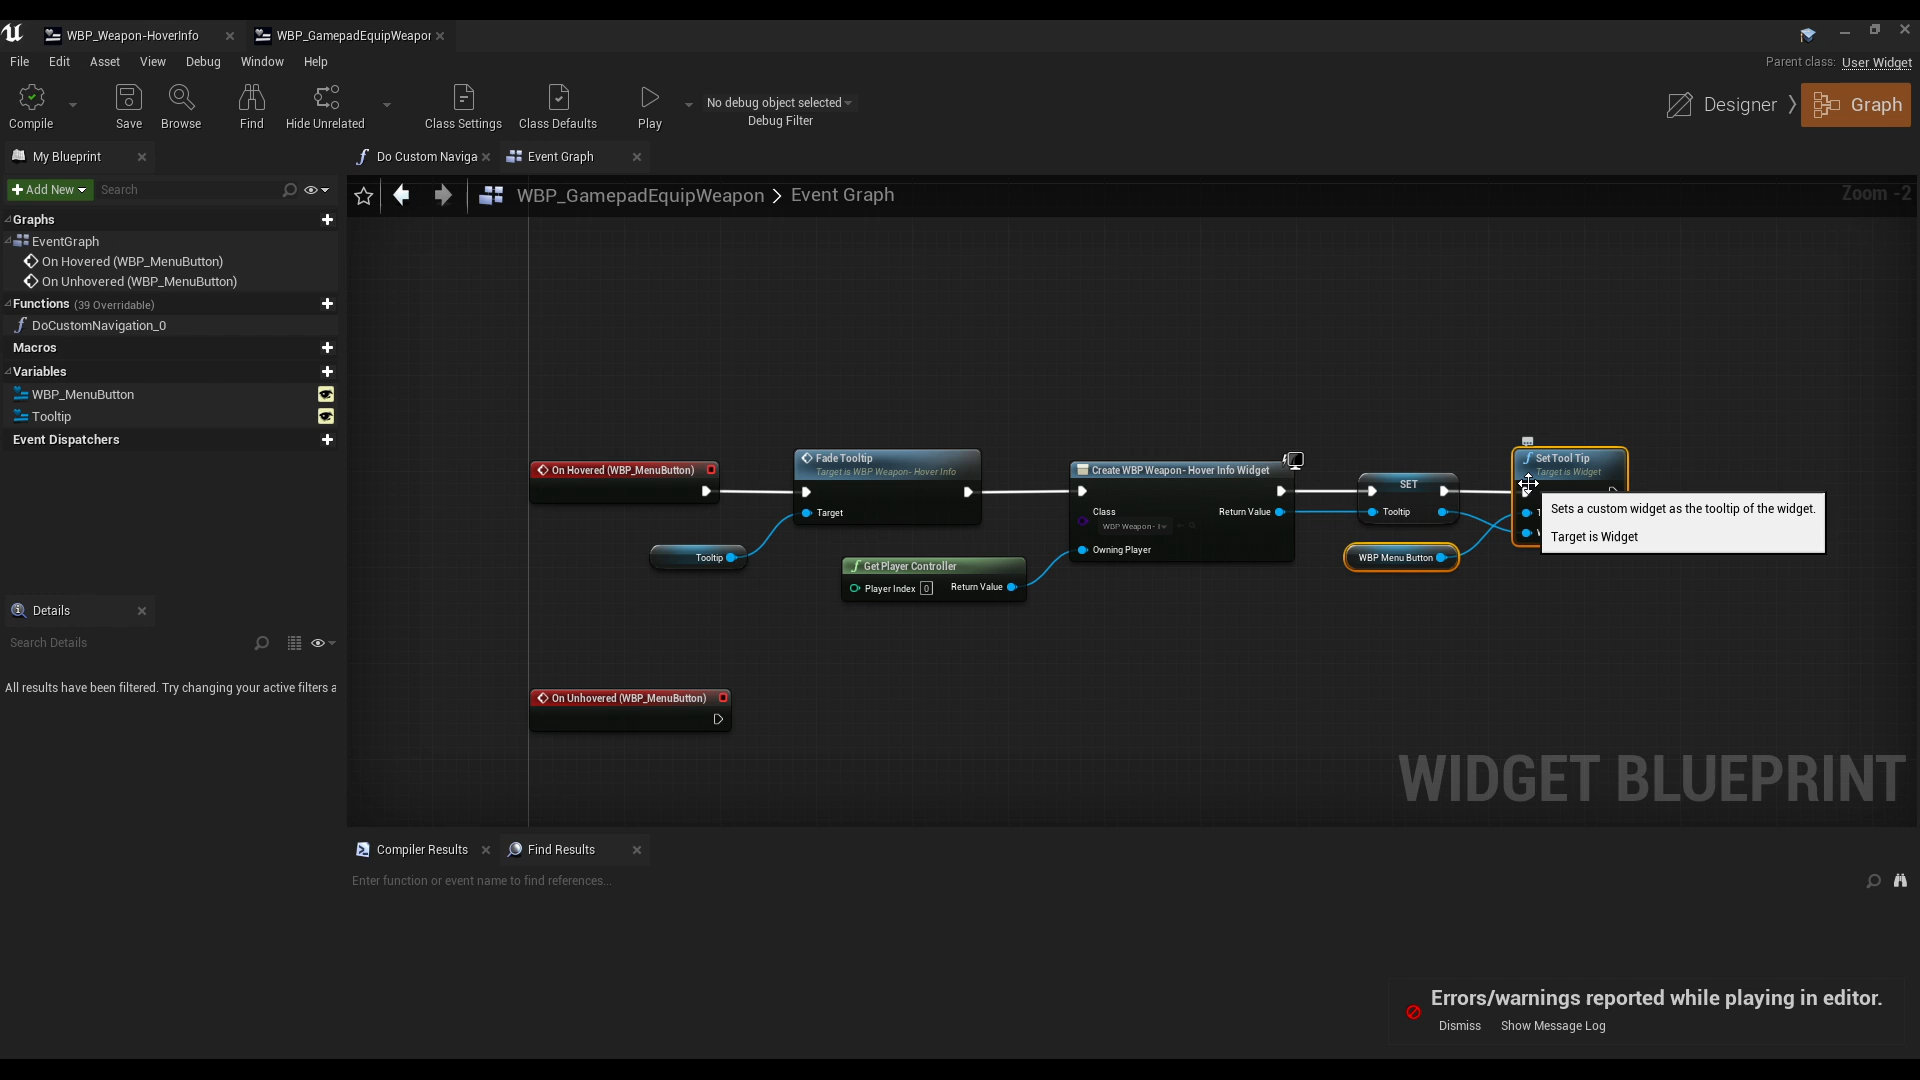 WBP_Weapon-HoverInfo
WBP_GamepadEquipWeapor
File Edit Asset View Debug Window Help
Parent class: User Widget
Compile
Save
Browse
Find
Hide Unrelated
Class Settings
Class Defaults
Play
No debug object selected
Debug Filter
Designer
Graph
My Blueprint
Do Custom Naviga
Event Graph
Add New
Search
WBP_GamepadEquipWeapon > Event Graph
Zoom -2
Graphs
EventGraph
On Hovered (WBP_MenuButton)
On Unhovered (WBP_MenuButton)
Functions (39 Overridable)
DoCustomNavigation_0
Macros
Variables
WBP_MenuButton
Tooltip
Event Dispatchers
On Hovered (WBP_MenuButton)
Fade Tooltip
Target is WBP Weapon- Hover Info
Target
Tooltip
Get Player Controller
Player Index 0 Return Value
Create WBP Weapon- Hover Info Widget
Class
WBP Weapon-
Return Value
Owning Player
SET
Tooltip
WBP Menu Button
Set Tool Tip
Target is Widget
Sets a custom widget as the tooltip of the widget.
Target is Widget
Details
Search Details
All results have been filtered. Try changing your active filters a
On Unhovered (WBP_MenuButton)
WIDGET BLUEPRINT
Compiler Results
Find Results
Enter function or event name to find references...
Errors/warnings reported while playing in editor.
Dismiss Show Message Log